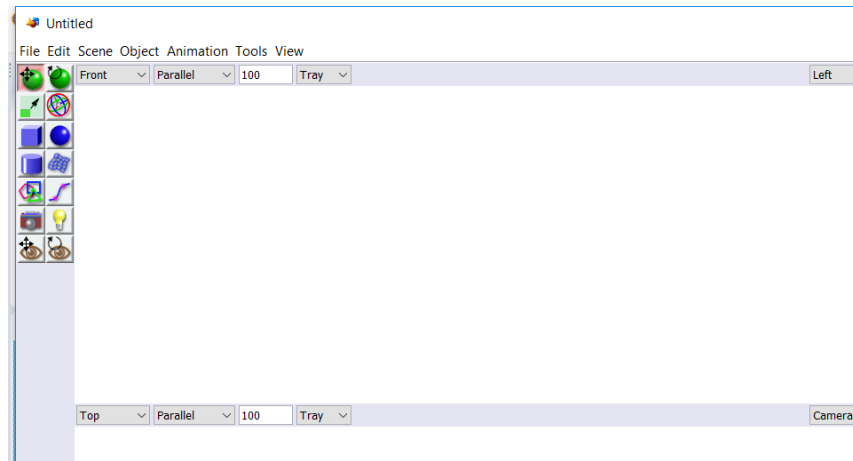 Untitled
File Edit Scene Object Animation Tools View
Front Parallel 100 Tray Left
Top Parallel 100 Tray Camera